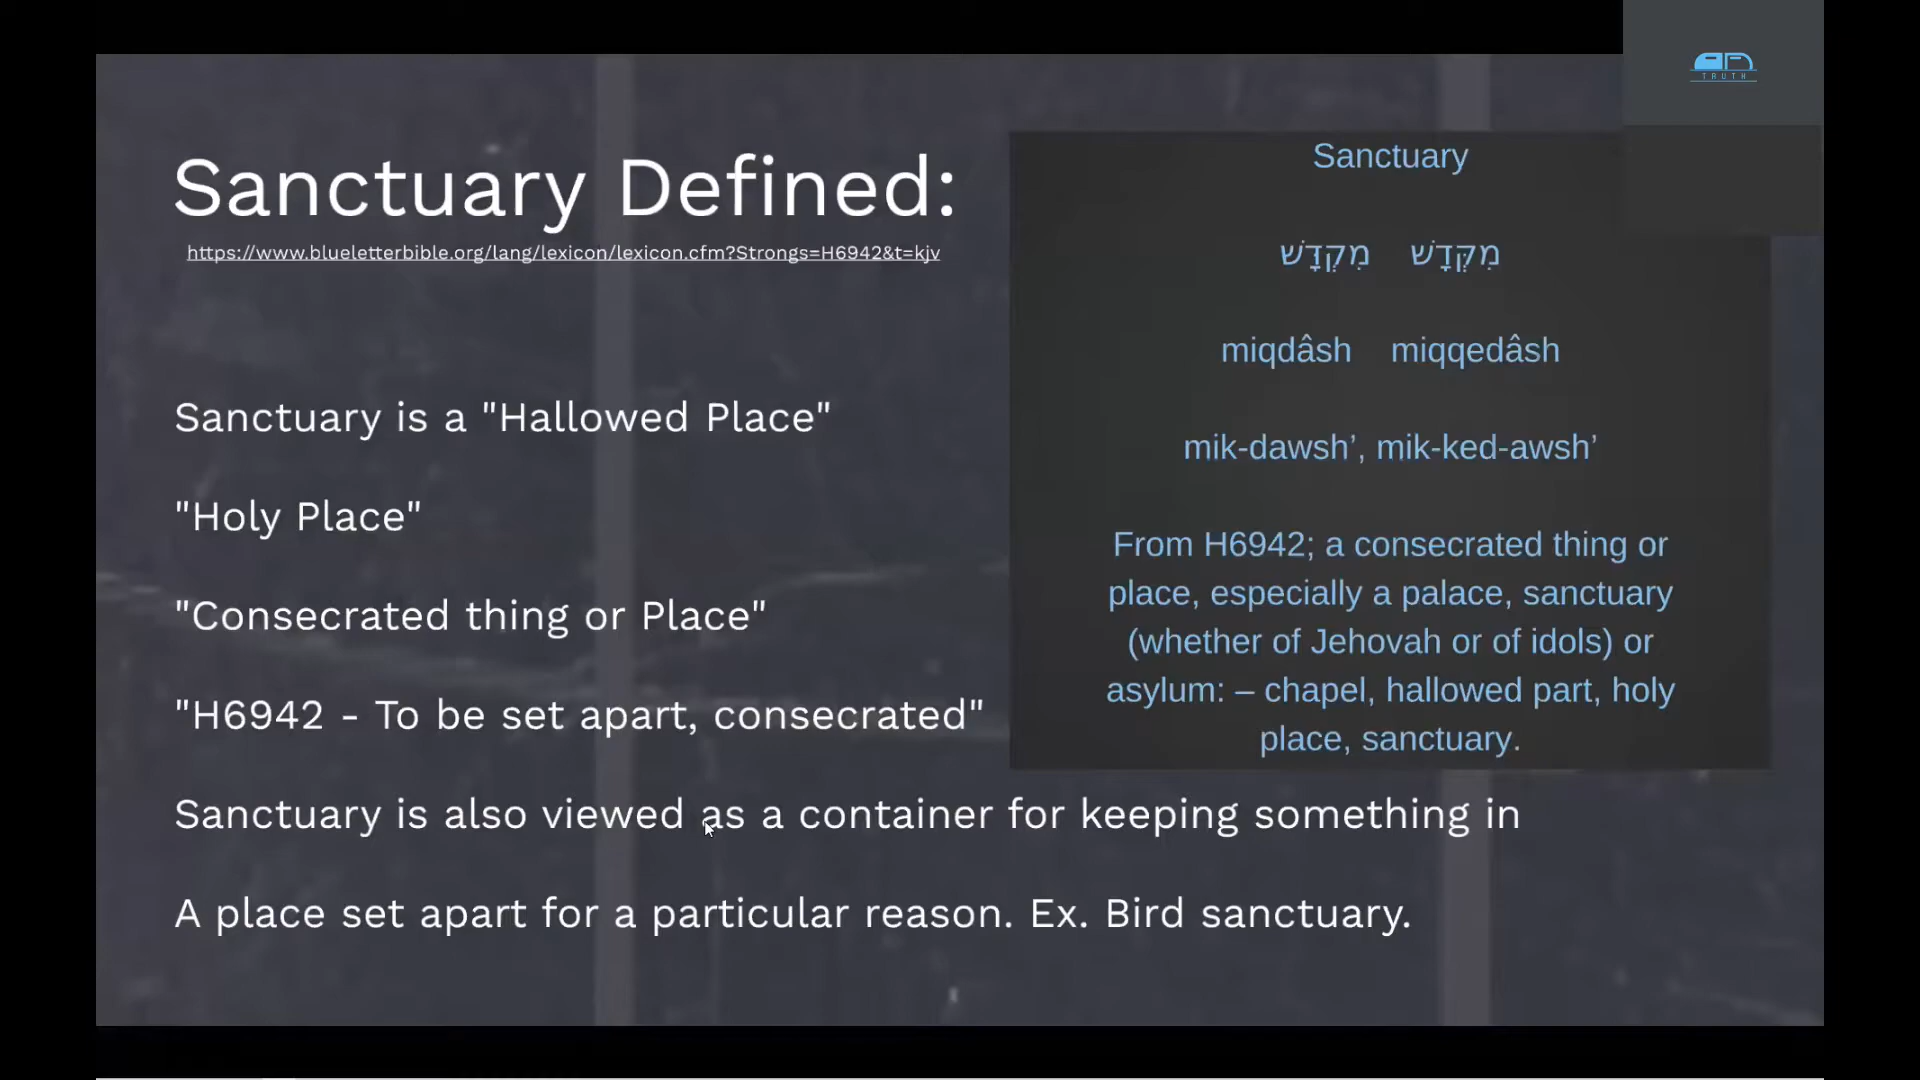 TRUTH
Sanctuary Defined:
https://www.blueletterbible.org/lang/lexicon/lexicon.cfm?Strongs=H6942&t=kjv
Sanctuary is a "Hallowed Place"
"Holy Place"
"Consecrated thing or Place"
"H6942 - To be set apart, consecrated"
Sanctuary is also viewed as a container for keeping something in
A place set apart for a particular reason. Ex. Bird sanctuary.
Sanctuary
מִקְּדָשׁ מִקְדָּשׁ
miqdâsh miqqedâsh
mik-dawsh’, mik-ked-awsh’
From H6942; a consecrated thing or
place, especially a palace, sanctuary
(whether of Jehovah or of idols) or
asylum: – chapel, hallowed part, holy
place, sanctuary.